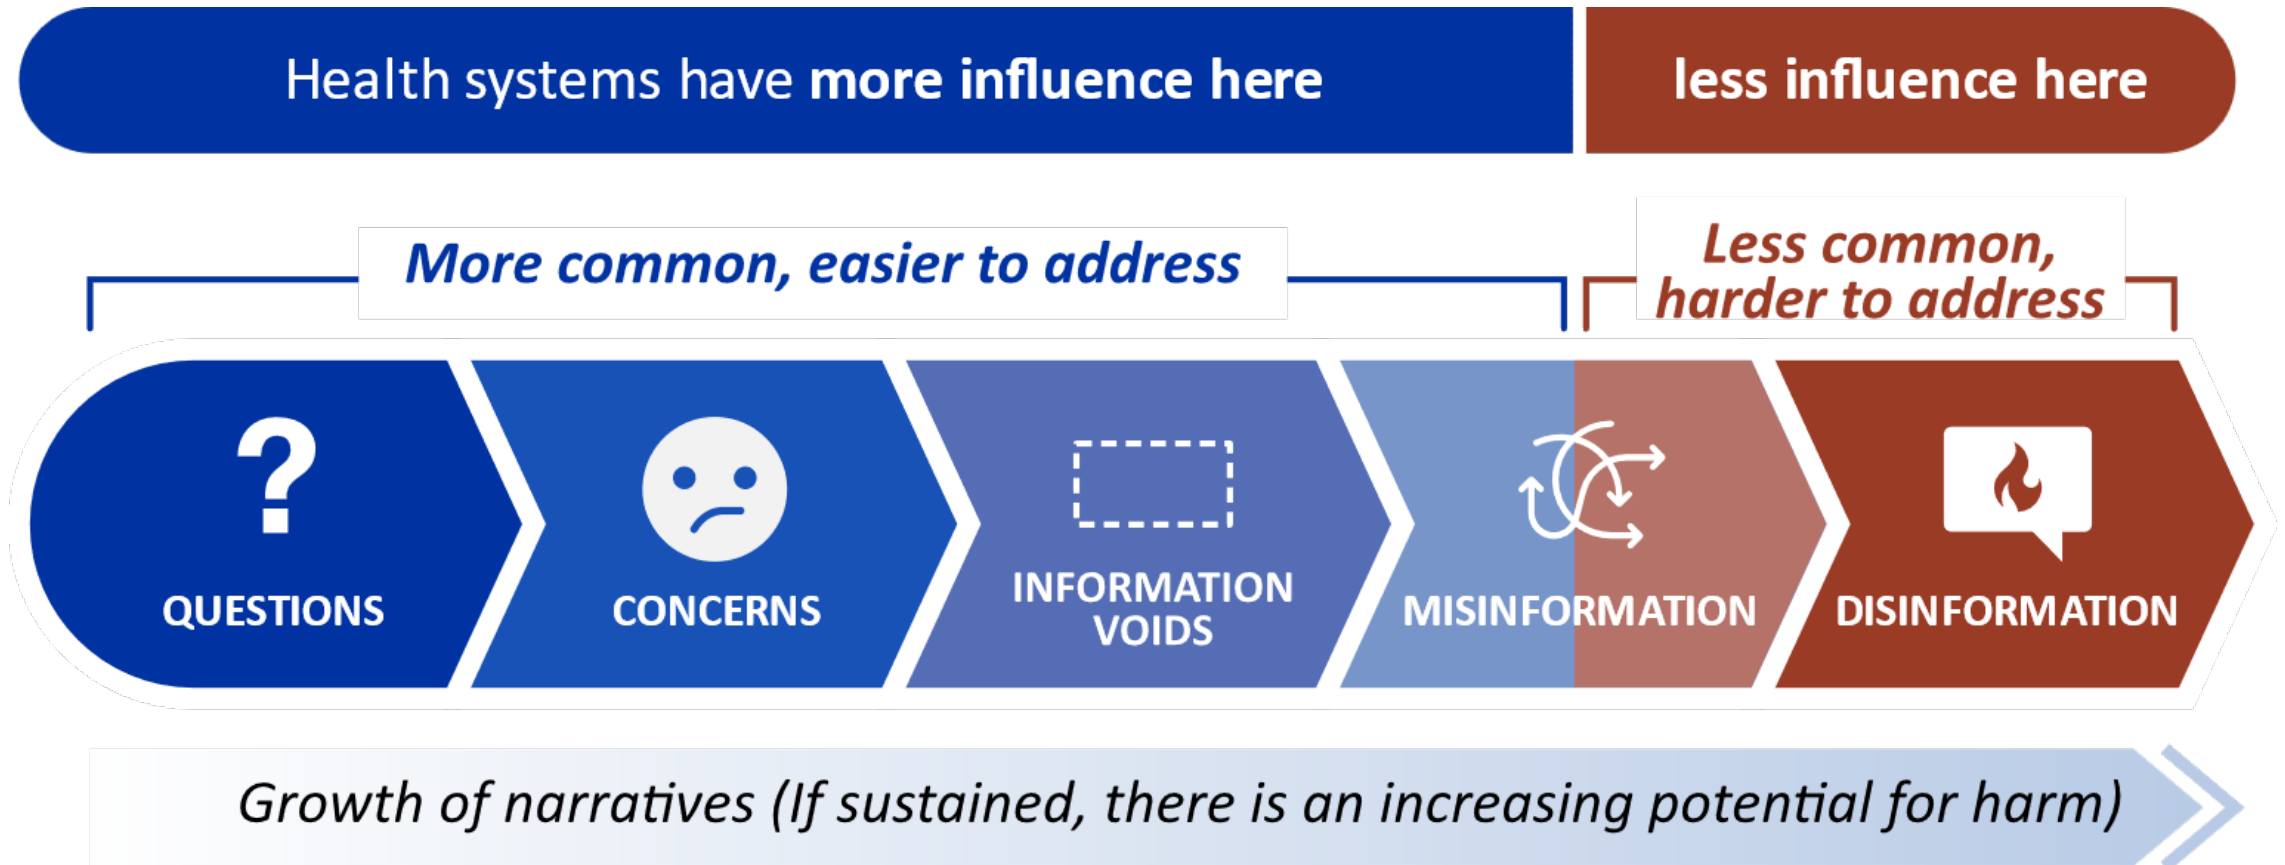 Health systems have more influence here
less influence here
More common, easier to address
Less common,
harder to address
?
QUESTIONS
CONCERNS
INFORMATION
VOIDS
MISINFORMATION
DISINFORMATION
Growth of narratives (If sustained, there is an increasing potential for harm)